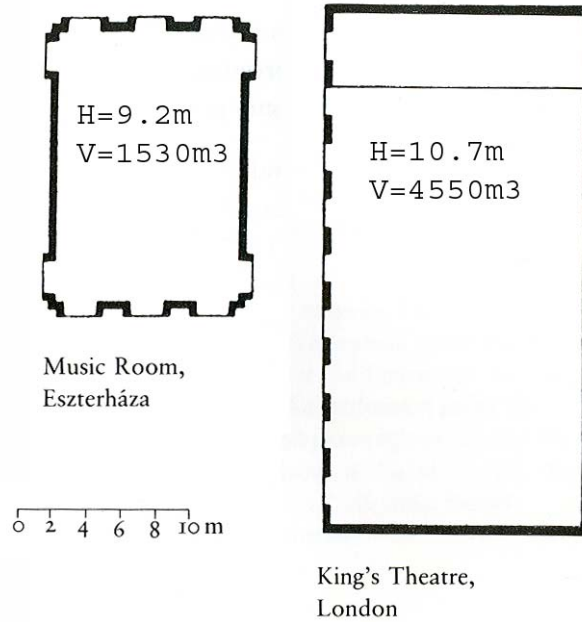 H=9.2m
V=1530m3
H=10.7m
V=4550m3
Music Room,
Eszterháza
0 2 4 6 8 10 m
King's Theatre,
London